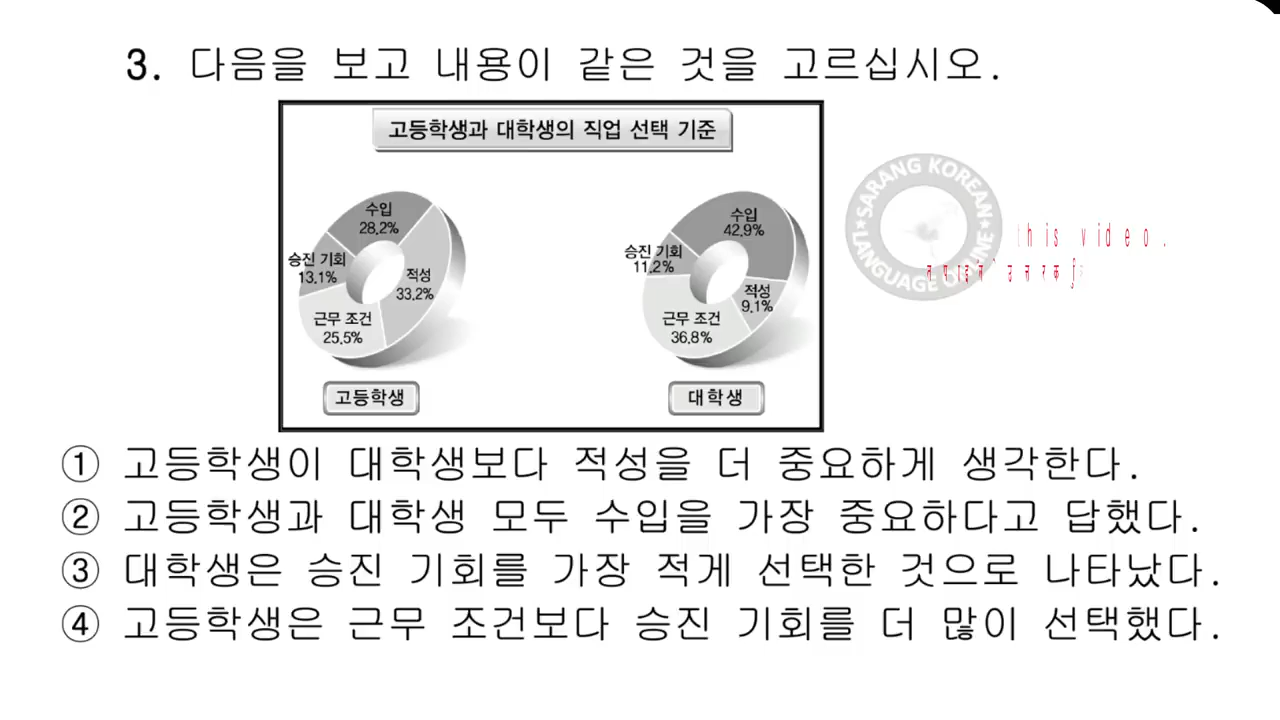 3. 다음을 보고 내용이 같은 것을 고르십시오.
고등학생과 대학생의 직업 선택 기준
수입
28.2%
승진 기회
13.1%
적성
33.2%
근무 조건
25.5%
고등학생
수입
42.9%
승진 기회
11.2%
적성
9.1%
근무 조건
36.8%
대학생
SARANG KOREAN
LANGUAGE ONLINE
this video.
① 고등학생이 대학생보다 적성을 더 중요하게 생각한다.
② 고등학생과 대학생 모두 수입을 가장 중요하다고 답했다.
③ 대학생은 승진 기회를 가장 적게 선택한 것으로 나타났다.
④ 고등학생은 근무 조건보다 승진 기회를 더 많이 선택했다.